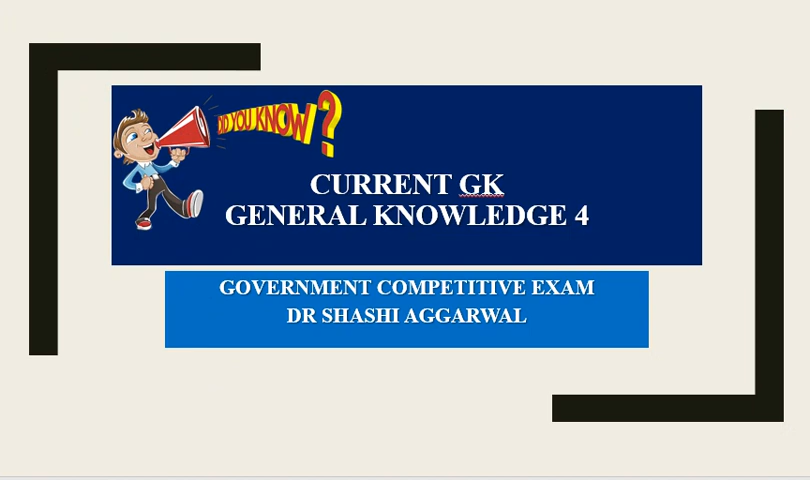 DID YOU KNOW?
CURRENT GK
GENERAL KNOWLEDGE 4
GOVERNMENT COMPETITIVE EXAM
DR SHASHI AGGARWAL